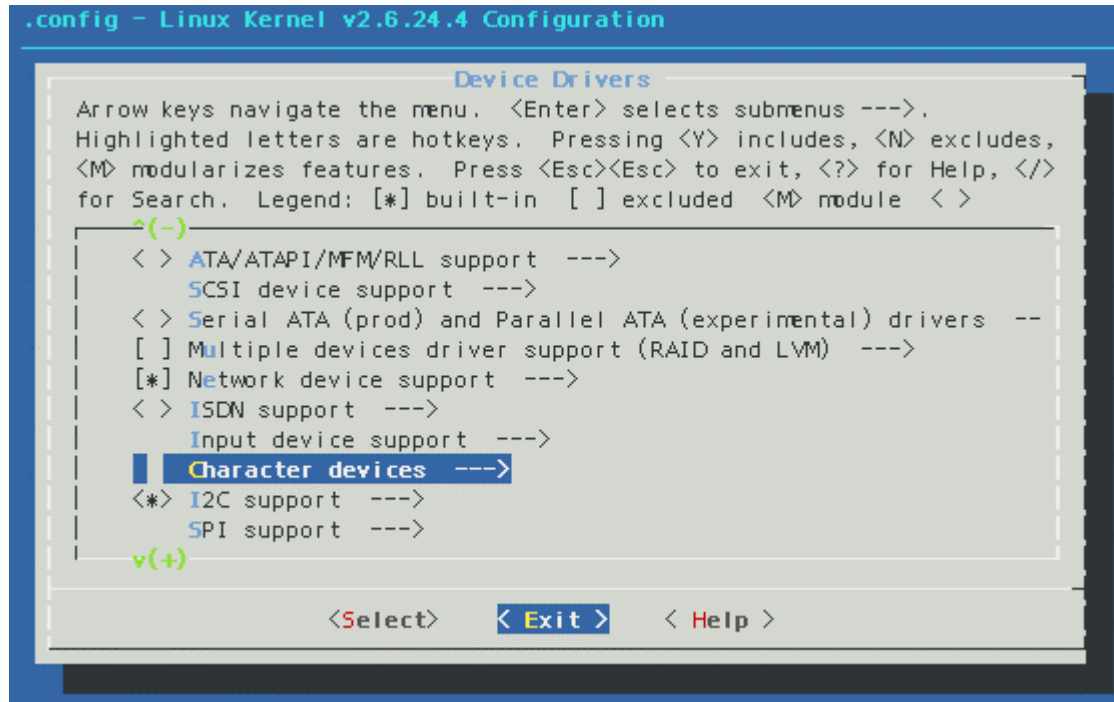 .config - Linux Kernel v2.6.24.4 Configuration
Device Drivers
Arrow keys navigate the menu.  <Enter> selects submenus --->.
Highlighted letters are hotkeys.  Pressing <Y> includes, <N> excludes,
<M> modularizes features.  Press <Esc><Esc> to exit, <?> for Help, </>
for Search.  Legend: [*] built-in  [ ] excluded  <M> module  < >
^(-)
< > ATA/ATAPI/MFM/RLL support  --->
SCSI device support  --->
< > Serial ATA (prod) and Parallel ATA (experimental) drivers  --
[ ] Multiple devices driver support (RAID and LVM)  --->
[*] Network device support  --->
< > ISDN support  --->
Input device support  --->
Character devices  --->
<*> I2C support  --->
SPI support  --->
v(+)
<Select>    < Exit >    < Help >